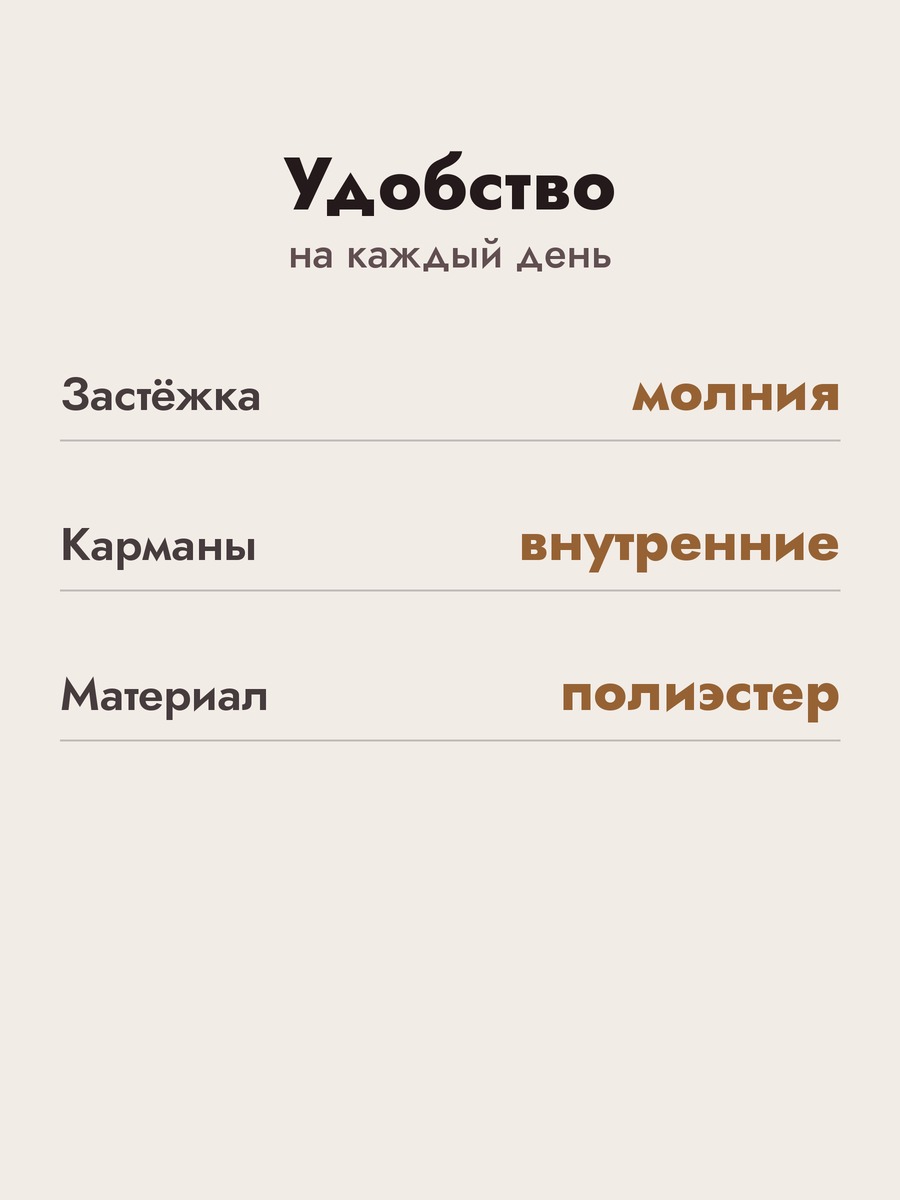 Удобство
на каждый день
Застёжка молния
Карманы внутренние
Материал полиэстер